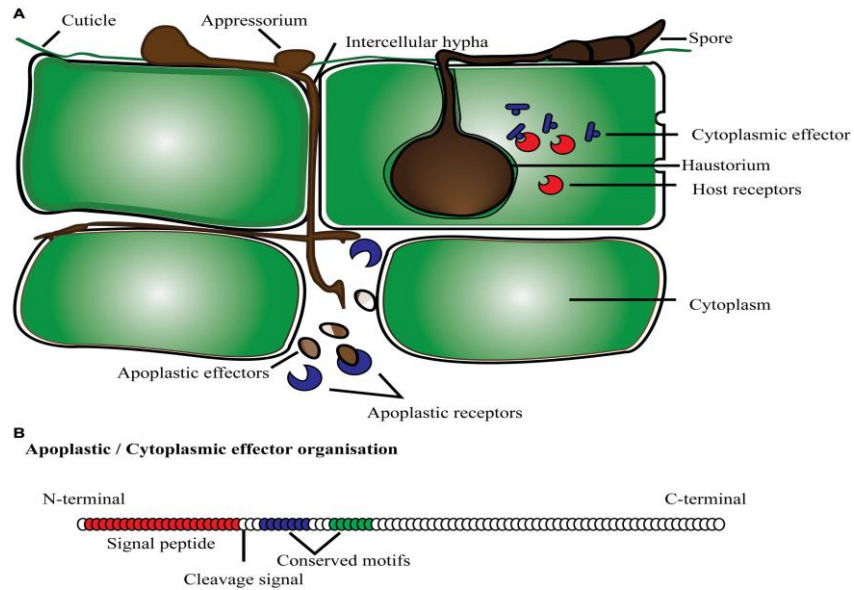 A
Cuticle
Appressorium
Intercellular hypha
Spore
Cytoplasmic effector
Haustorium
Host receptors
Cytoplasm
Apoplastic effectors
Apoplastic receptors
B
Apoplastic / Cytoplasmic effector organisation
N-terminal
C-terminal
Signal peptide
Conserved motifs
Cleavage signal